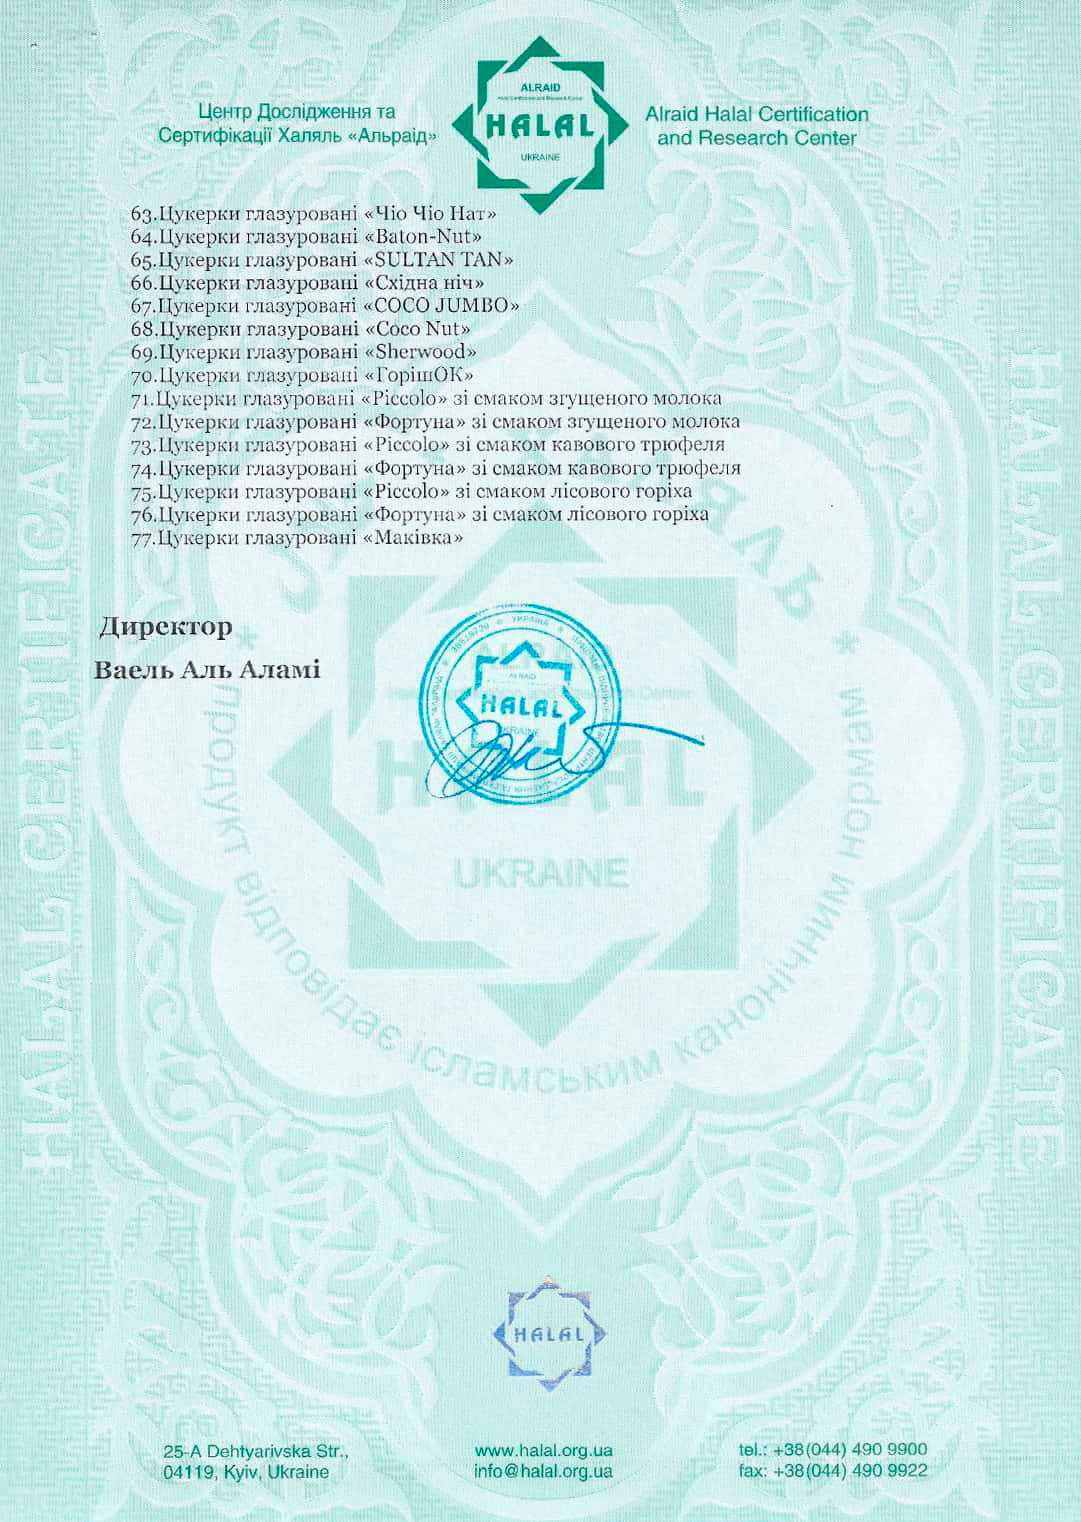 Центр Дослідження та
Сертифікації Халяль «Альраід»
ALRAID
HALAL
UKRAINE
Alraid Halal Certification
and Research Center
63.Цукерки глазуровані «Чіо Чіо Нат»
64.Цукерки глазуровані «Baton-Nut»
65.Цукерки глазуровані «SULTAN TAN»
66.Цукерки глазуровані «Східна ніч»
67.Цукерки глазуровані «COCO JUMBO»
68.Цукерки глазуровані «Coco Nut»
69.Цукерки глазуровані «Sherwood»
70.Цукерки глазуровані «ГорішОК»
71.Цукерки глазуровані «Piccolo» зі смаком згущеного молока
72.Цукерки глазуровані «Фортуна» зі смаком згущеного молока
73.Цукерки глазуровані «Piccolo» зі смаком кавового трюфеля
74.Цукерки глазуровані «Фортуна» зі смаком кавового трюфеля
75.Цукерки глазуровані «Piccolo» зі смаком лісового горіха
76.Цукерки глазуровані «Фортуна» зі смаком лісового горіха
77.Цукерки глазуровані «Маківка»
Директор
Ваель Аль Аламі
ALRAID
HALAL
UKRAINE
УКРАЇНА
HALAL
UKRAINE
продукт відповідає ісламським канонічним нормам
HALAL CERTIFICATE
HALAL CERTIFICATE
HALAL
25-A Dehtyarivska Str.,
04119, Kyiv, Ukraine
www.halal.org.ua
info@halal.org.ua
tel.: +38(044) 490 9900
fax: +38(044) 490 9922